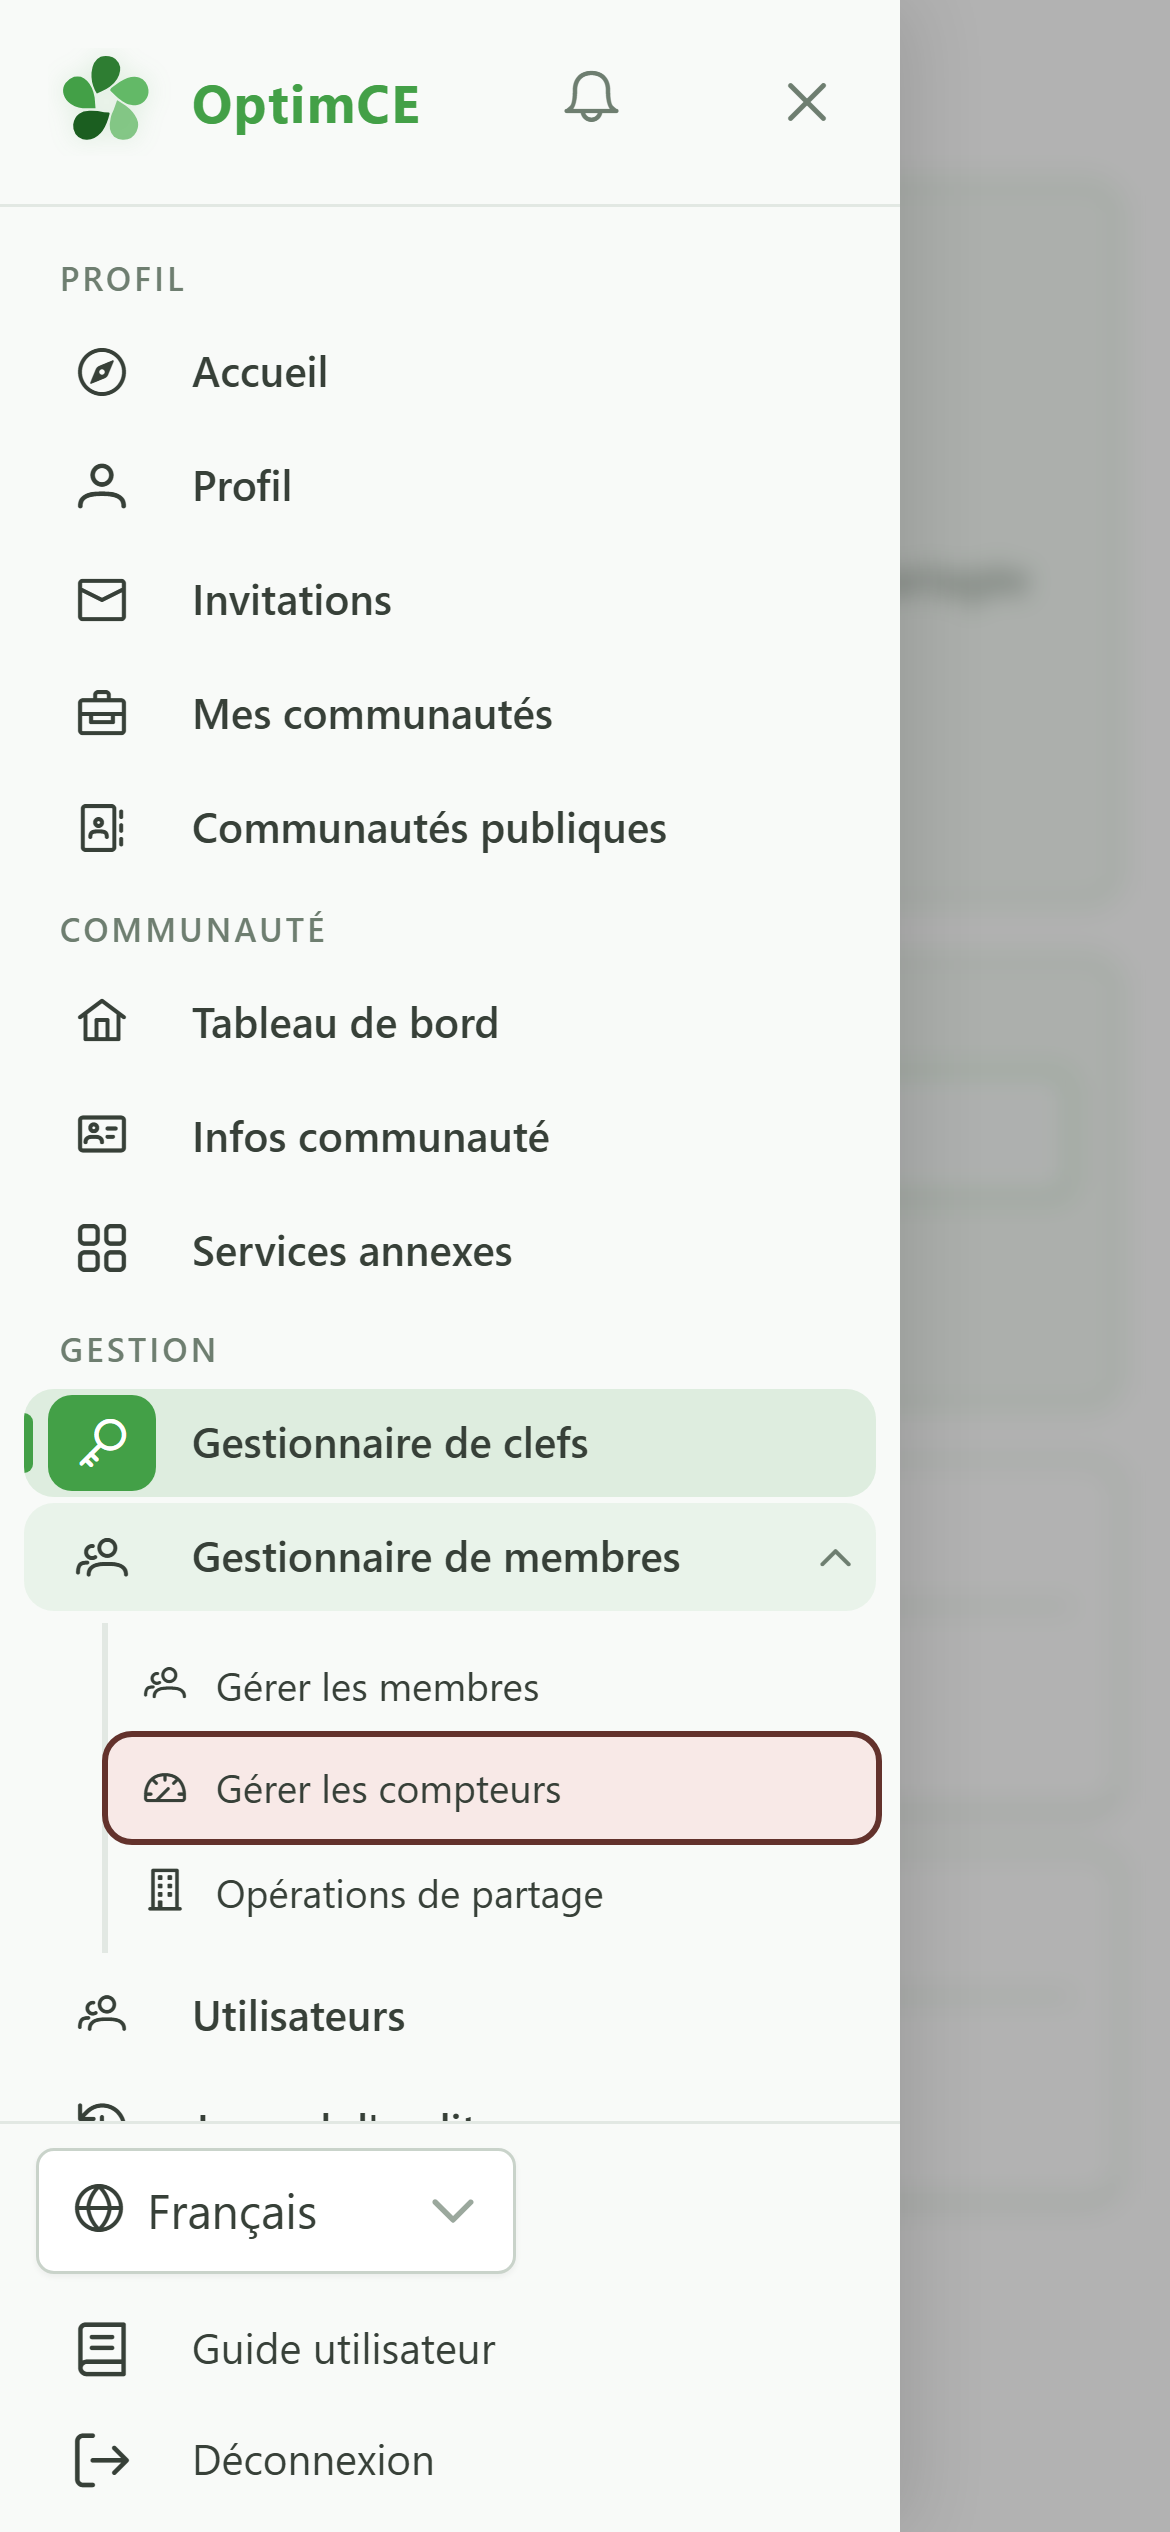 OptimCE
PROFIL
Accueil
Profil
Invitations
Mes communautés
Communautés publiques
COMMUNAUTÉ
Tableau de bord
Infos communauté
Services annexes
GESTION
Gestionnaire de clefs
Gestionnaire de membres
Gérer les membres
Gérer les compteurs
Opérations de partage
Utilisateurs
Français
Guide utilisateur
Déconnexion